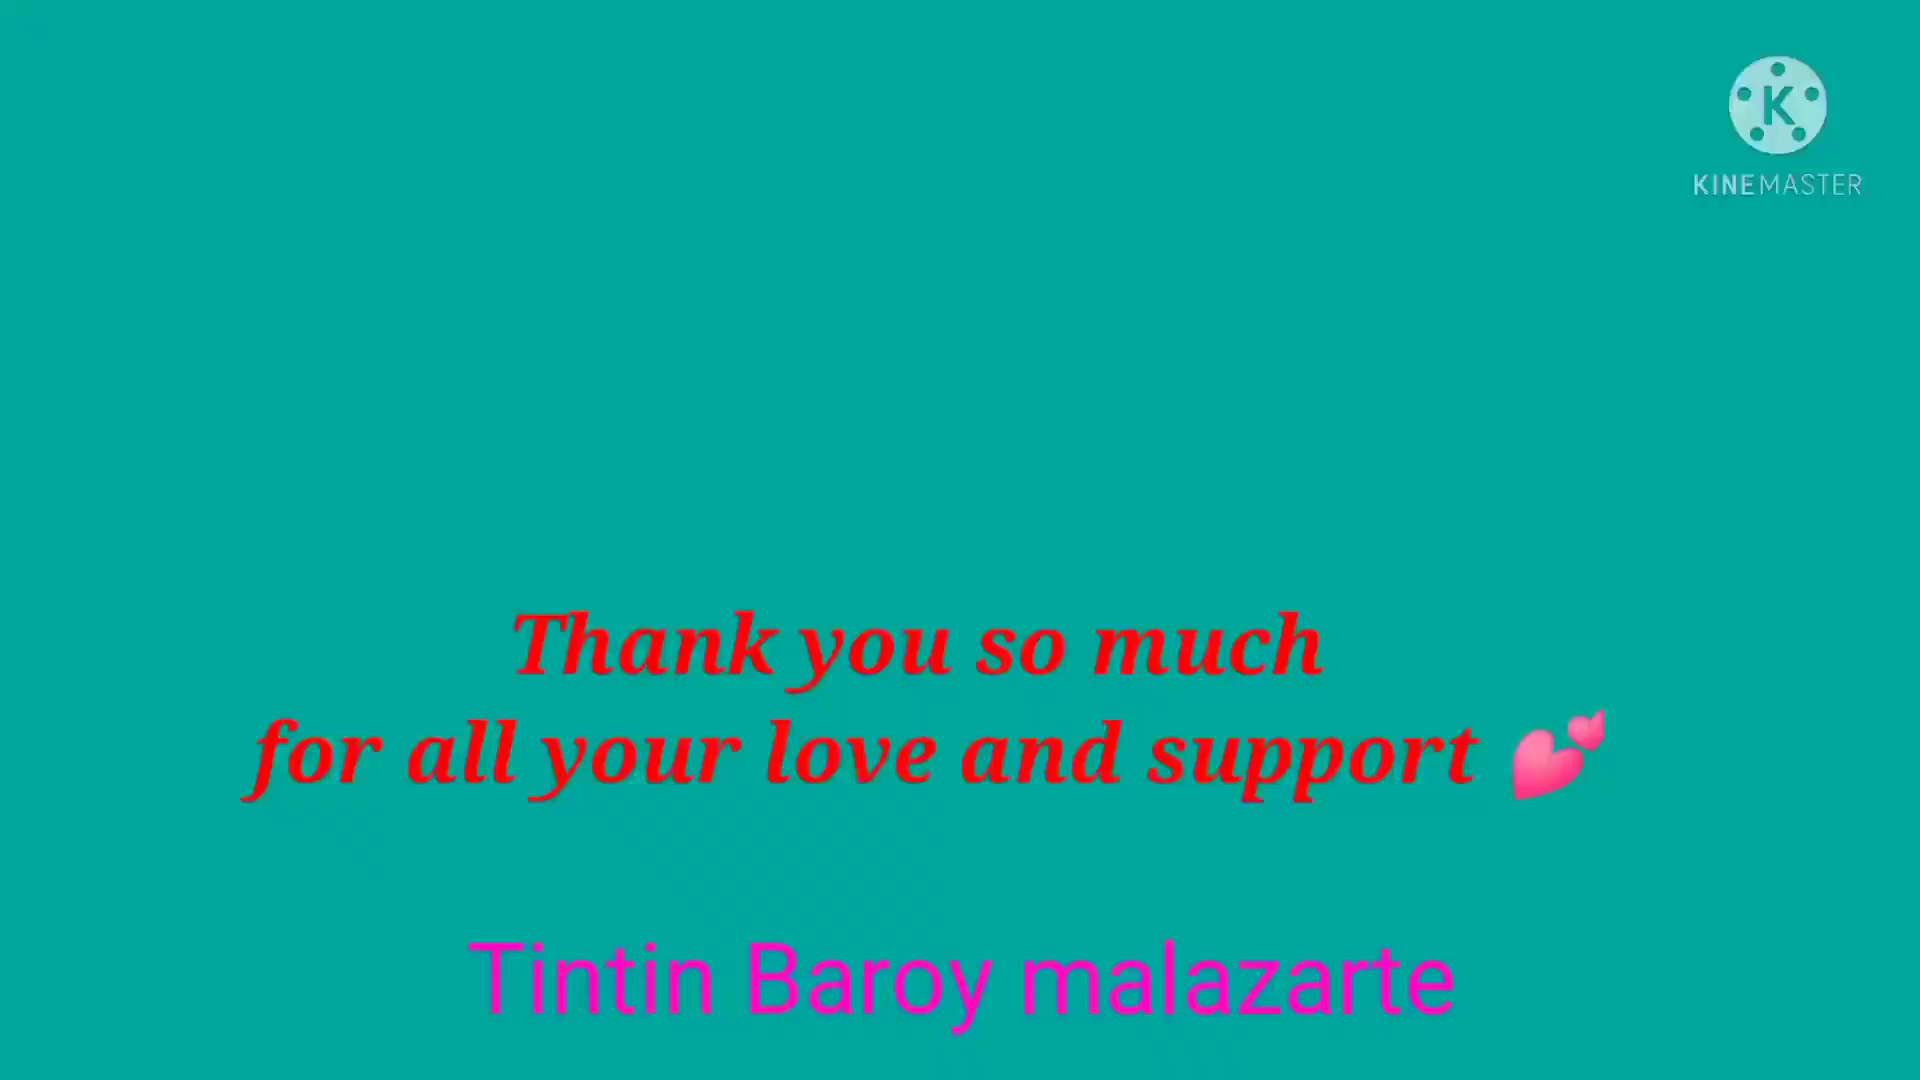 K
KINEMASTER
Thank you so much
for all your love and support 💕
Tintin Baroy malazarte